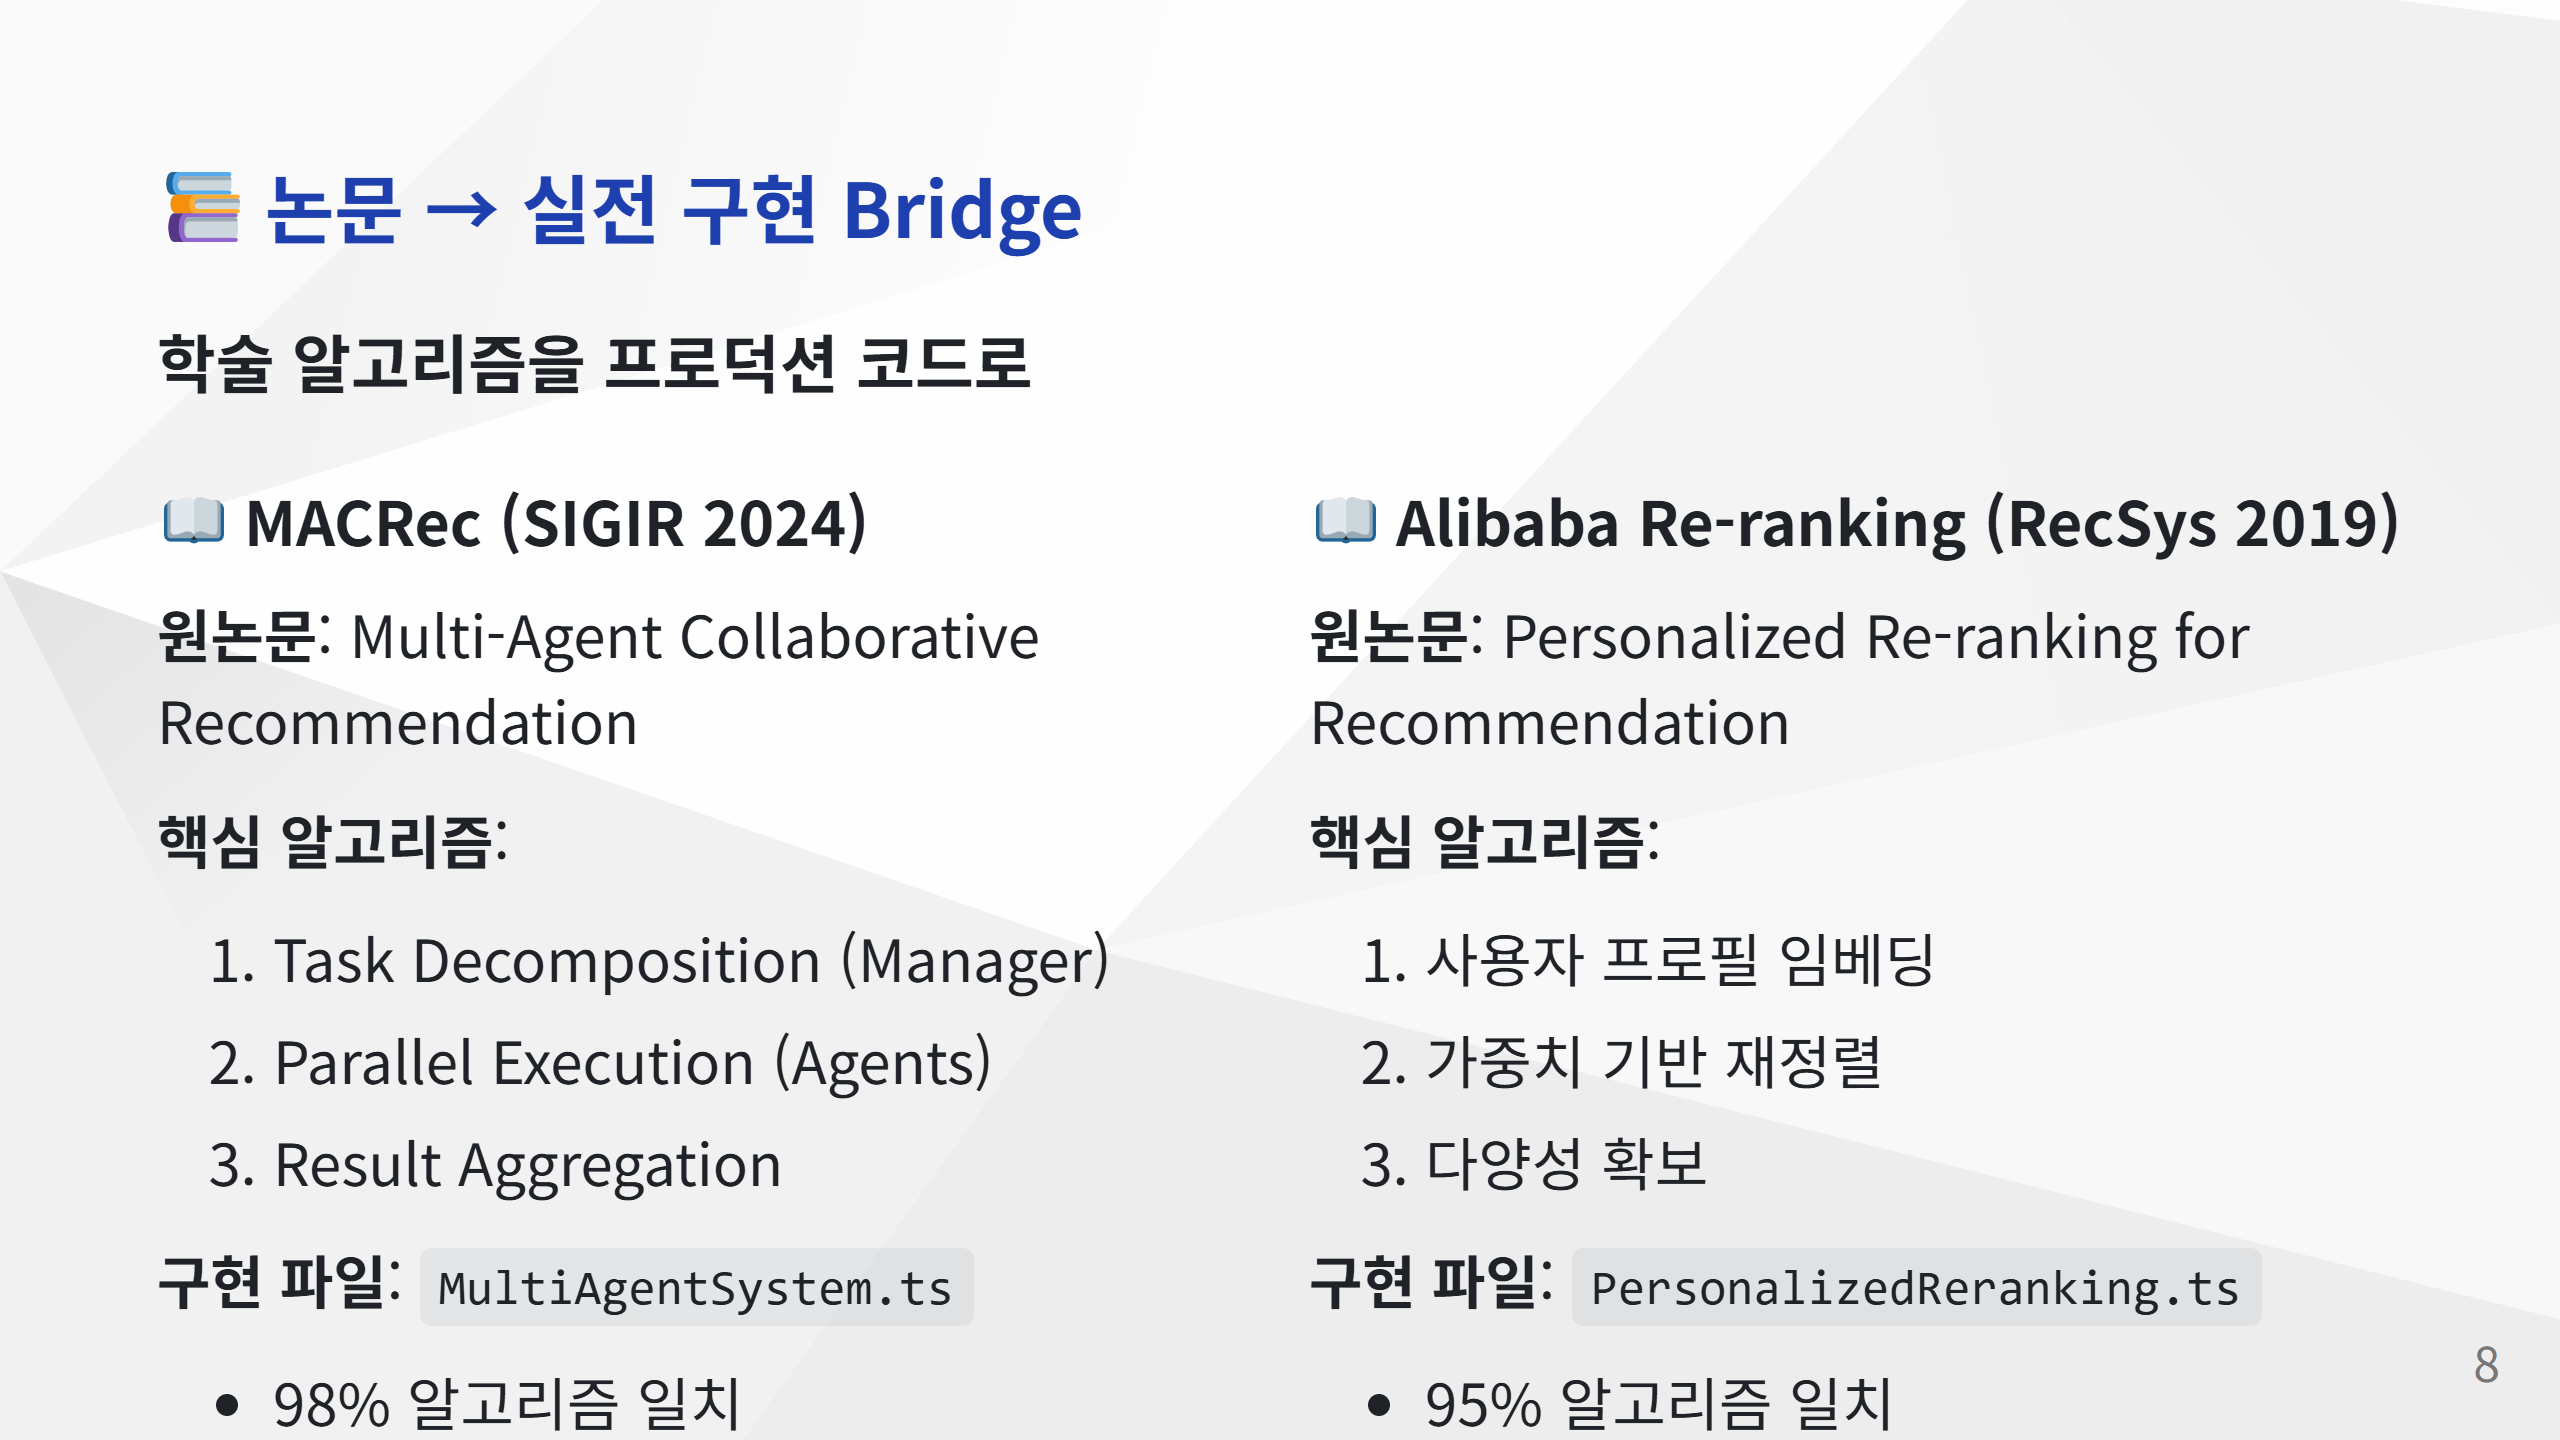 📚 논문 → 실전 구현 Bridge
학술 알고리즘을 프로덕션 코드로
📖 MACRec (SIGIR 2024)
원논문: Multi-Agent Collaborative
Recommendation
핵심 알고리즘:
1. Task Decomposition (Manager)
2. Parallel Execution (Agents)
3. Result Aggregation
구현 파일: MultiAgentSystem.ts
• 98% 알고리즘 일치
📖 Alibaba Re-ranking (RecSys 2019)
원논문: Personalized Re-ranking for
Recommendation
핵심 알고리즘:
1. 사용자 프로필 임베딩
2. 가중치 기반 재정렬
3. 다양성 확보
구현 파일: PersonalizedReranking.ts
• 95% 알고리즘 일치
8